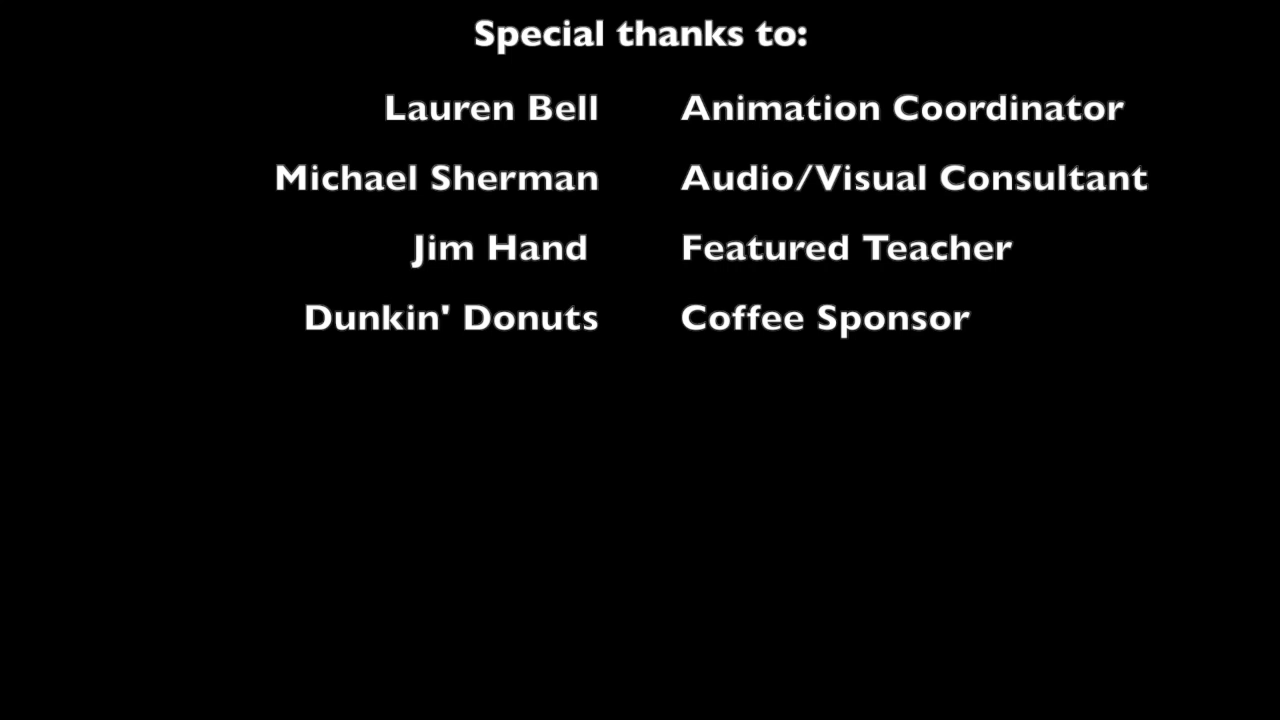 Special thanks to:
Lauren Bell Animation Coordinator
Michael Sherman Audio/Visual Consultant
Jim Hand Featured Teacher
Dunkin' Donuts Coffee Sponsor